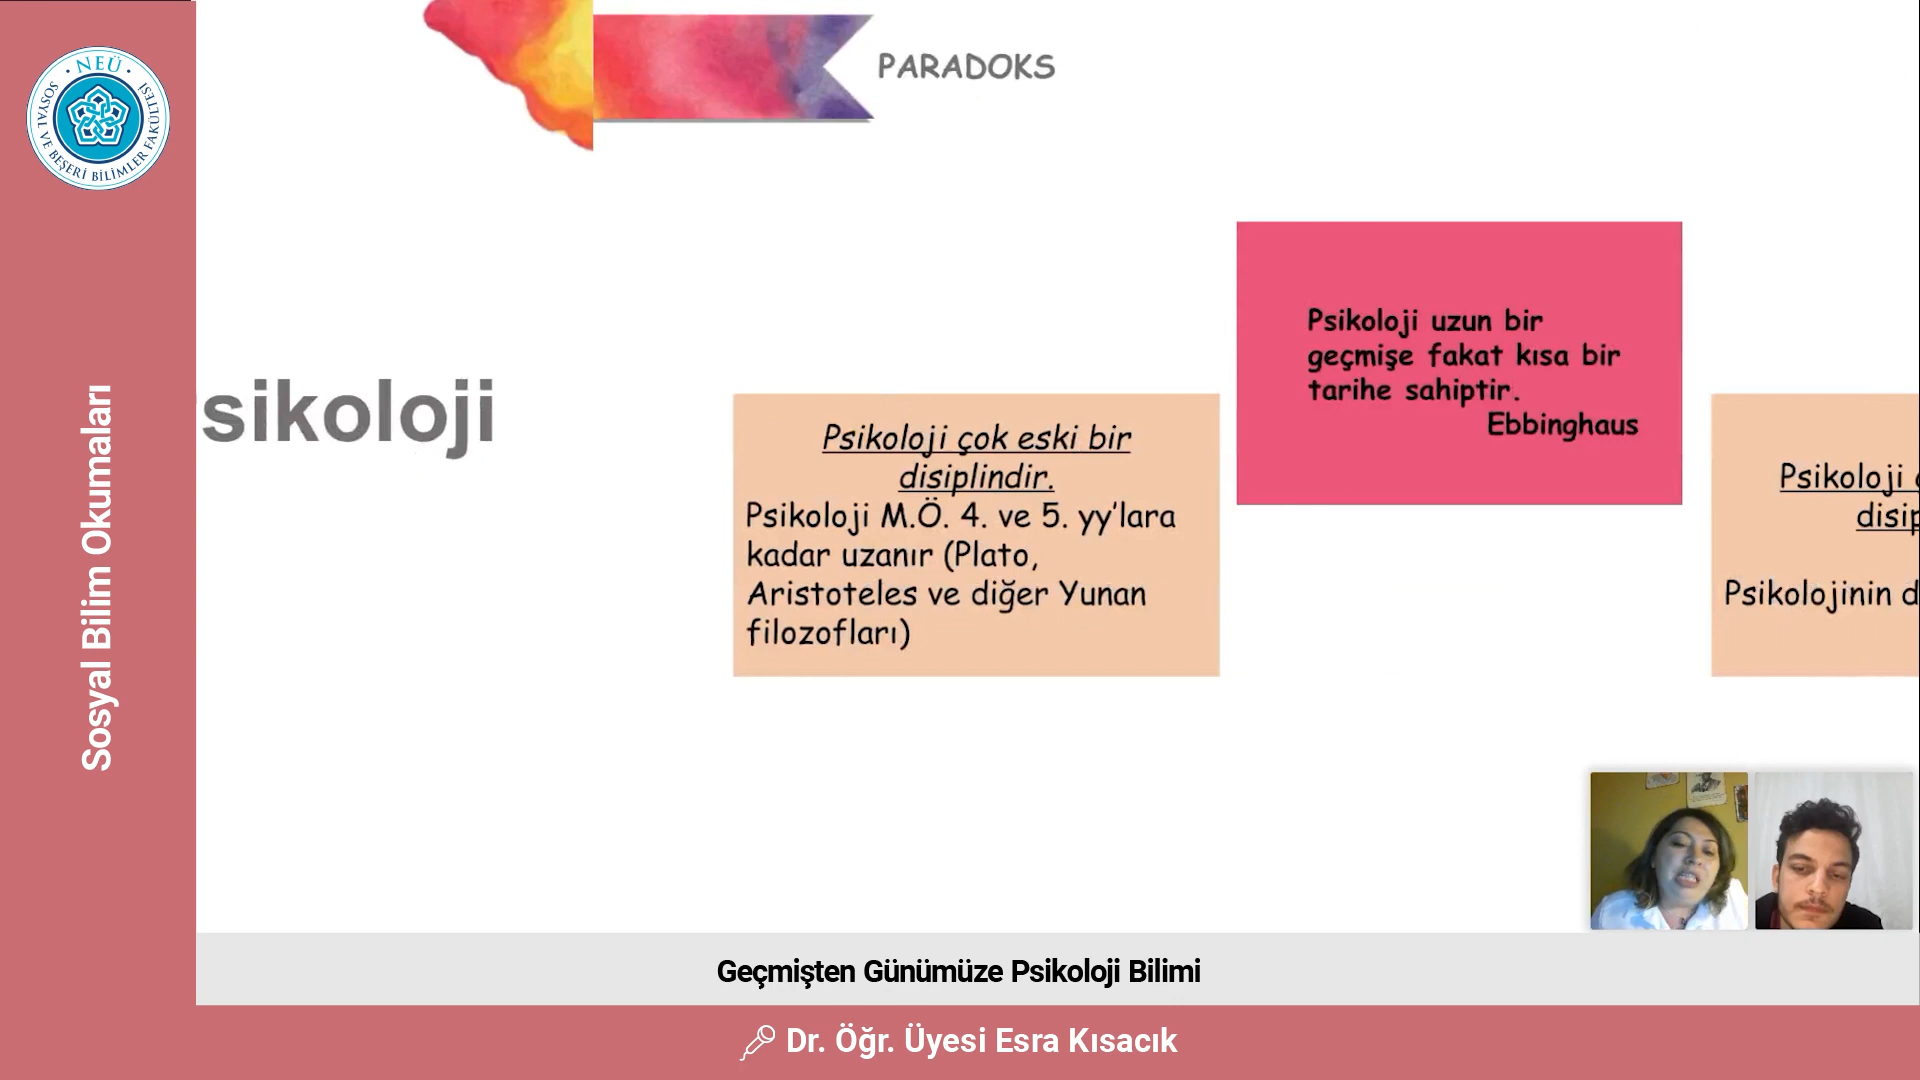 NEÜ
SOSYAL VE BEŞERİ BİLİMLER FAKÜLTESİ
Sosyal Bilim Okumaları
PARADOKS
sikoloji
Psikoloji uzun bir
geçmişe fakat kısa bir
tarihe sahiptir.
Ebbinghaus
Psikoloji çok eski bir
disiplindir.
Psikoloji M.Ö. 4. ve 5. yy’lara
kadar uzanır (Plato,
Aristoteles ve diğer Yunan
filozofları)
Psikoloji
disip
Psikolojinin d
Geçmişten Günümüze Psikoloji Bilimi
Dr. Öğr. Üyesi Esra Kısacık